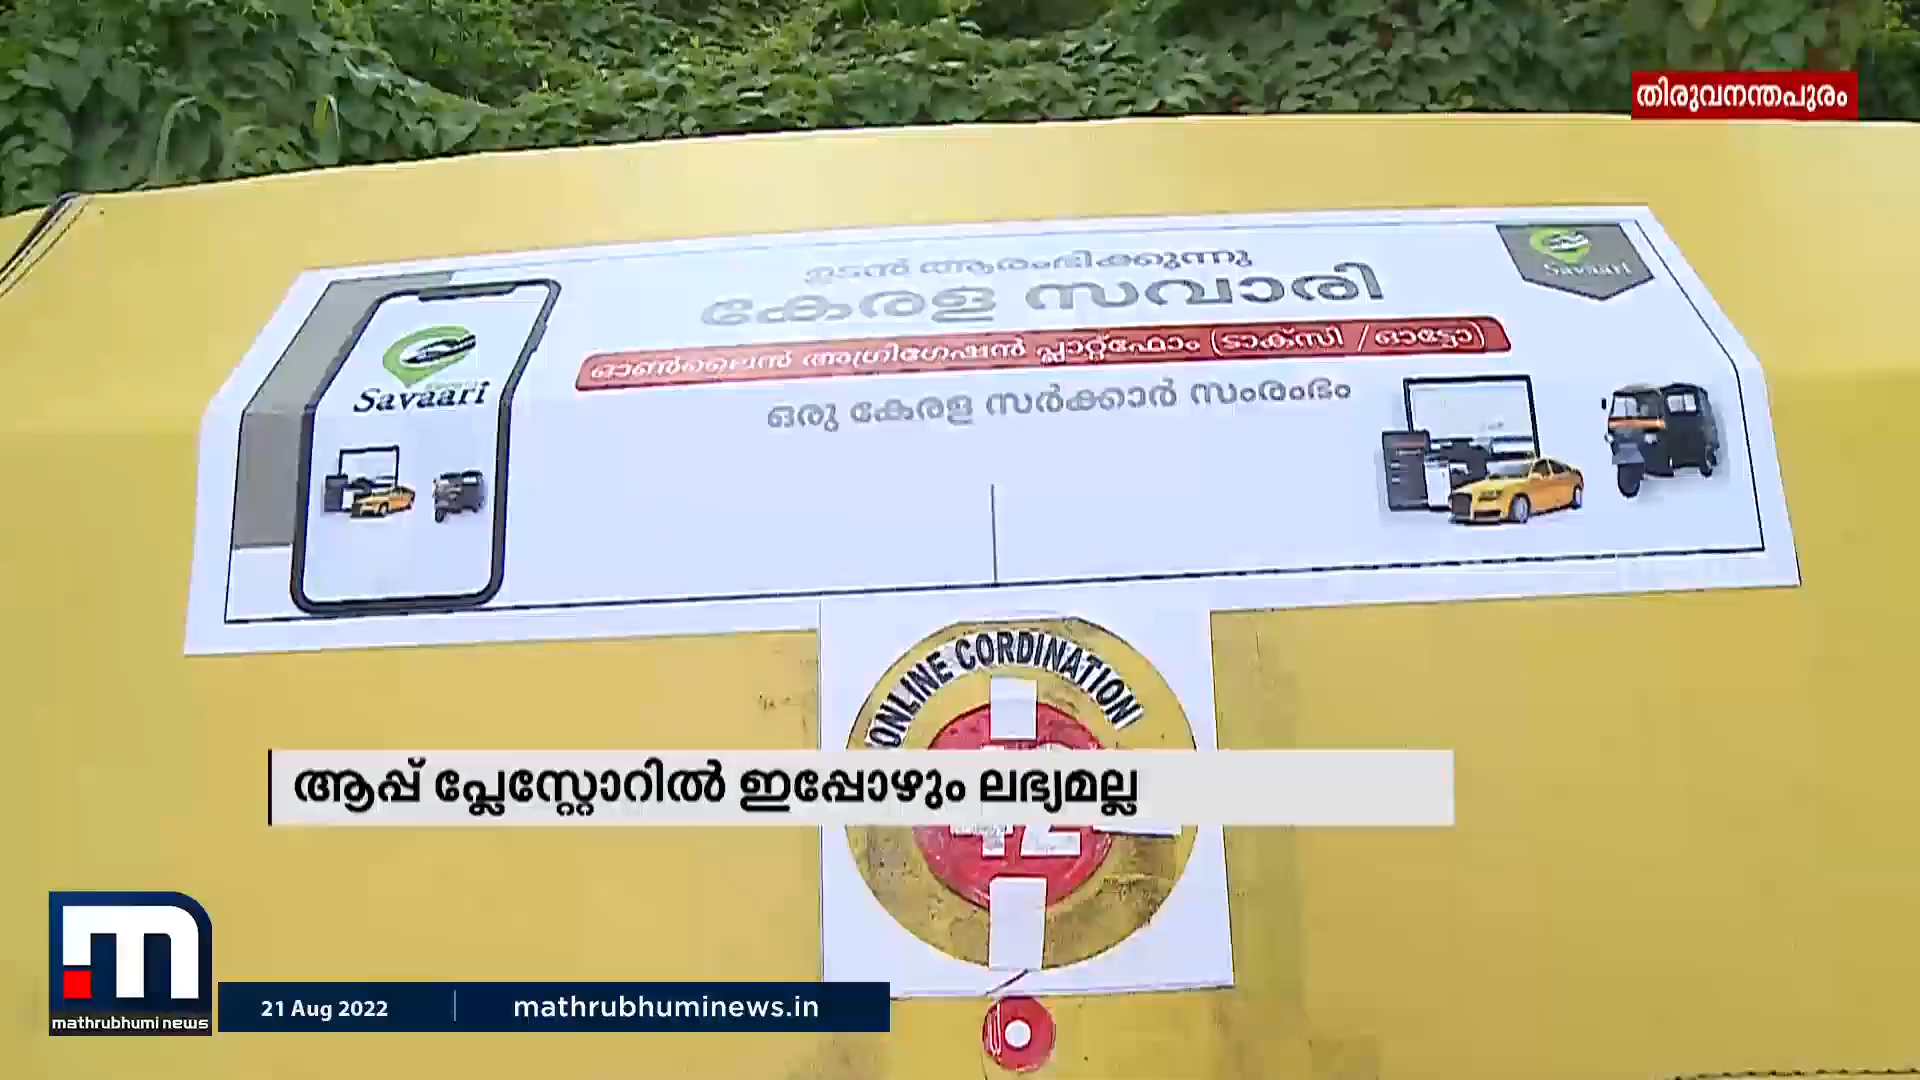 തിരുവനന്തപുരം
ഉടൻ ആരംഭിക്കുന്നു
കേരള സവാരി
Savaari
ഓൺലൈൻ അഗ്രിഗേഷൻ പ്ലാറ്റ്ഫോം (ടാക്സി / ഓട്ടോ)
Savaari
ഒരു കേരള സർക്കാർ സംരംഭം
ONLINE CORDINATION
ആപ്പ് പ്ലേസ്റ്റോറിൽ ഇപ്പോഴും ലഭ്യമല്ല
42
mathrubhumi news
21 Aug 2022
mathrubhuminews.in